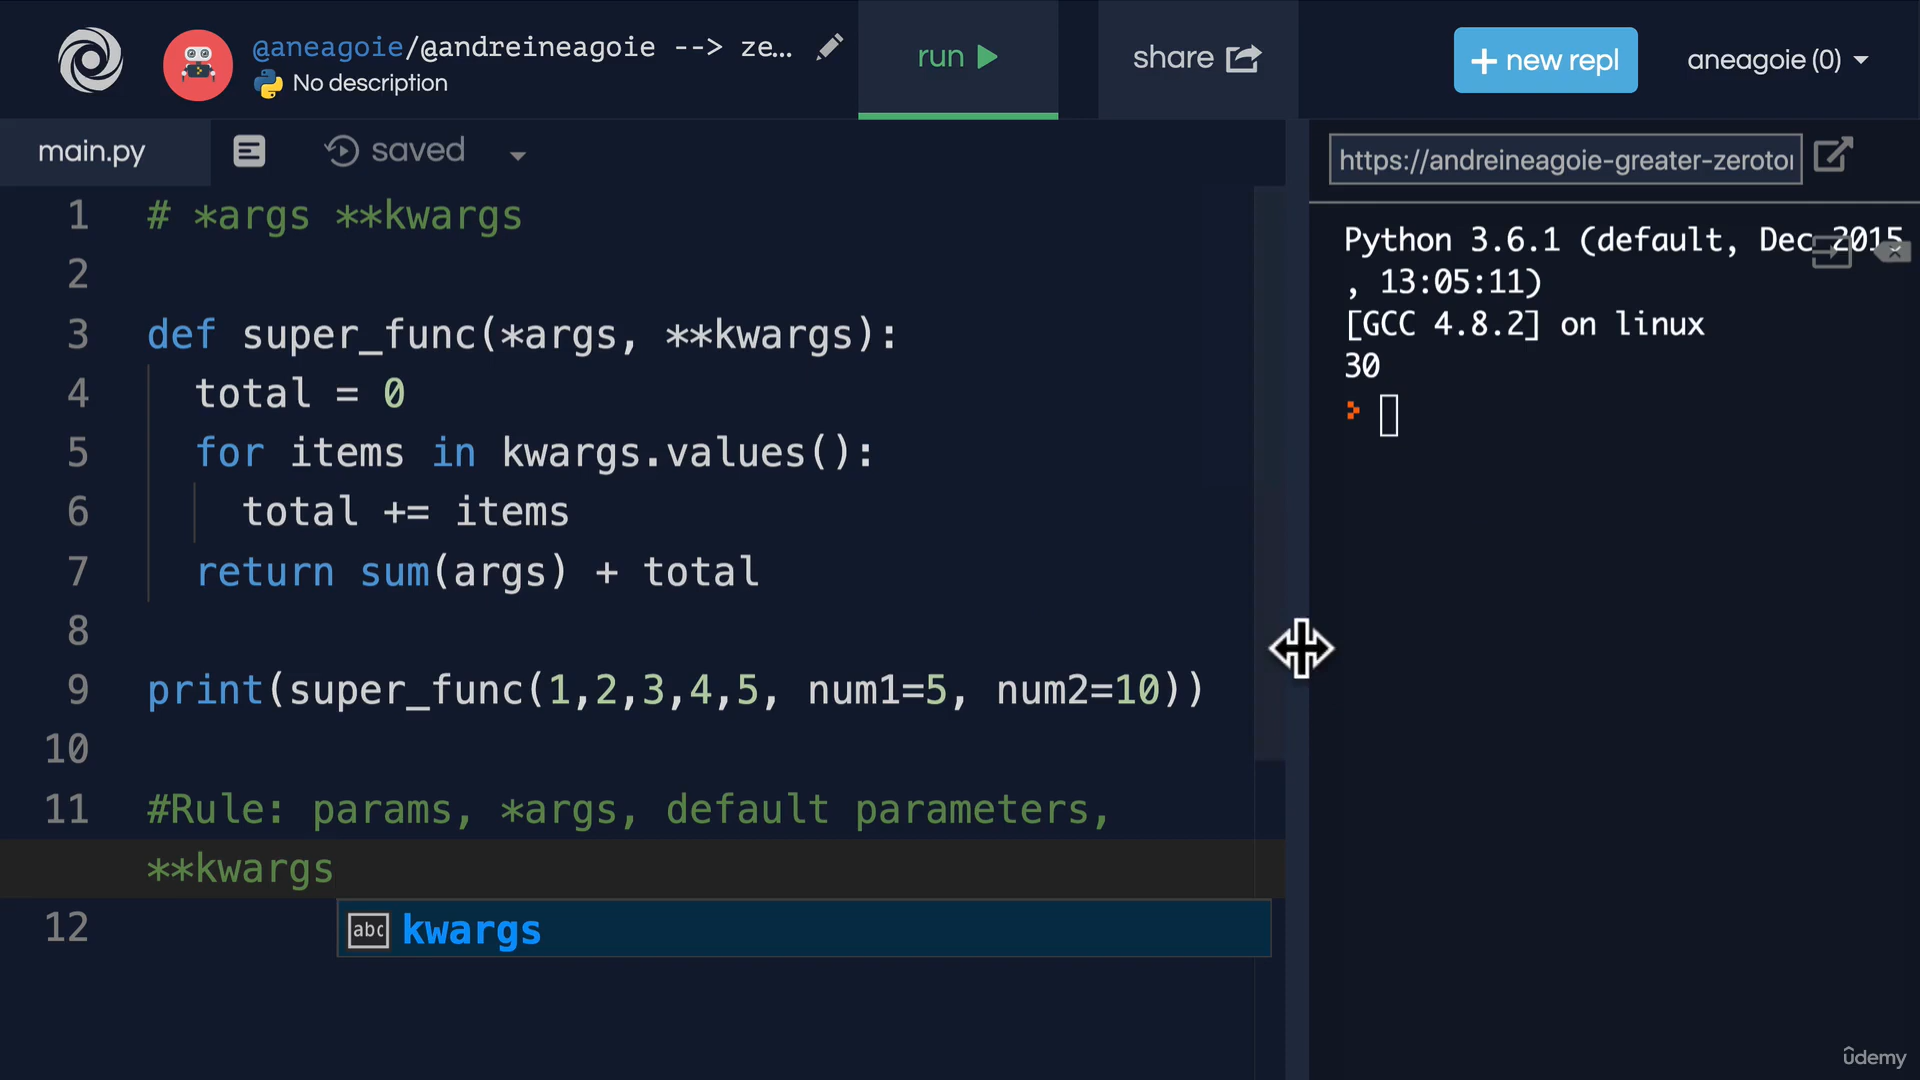 @aneagoie/@andreineagoie --> ze...
No description
run
share
+ new repl
aneagoie (0)
main.py
saved
https://andreineagoie-greater-zeroto
1 # *args **kwargs
2
3 def super_func(*args, **kwargs):
4 total = 0
5 for items in kwargs.values():
6 total += items
7 return sum(args) + total
8
9 print(super_func(1,2,3,4,5, num1=5, num2=10))
10
11 #Rule: params, *args, default parameters,
**kwargs
12
abc kwargs
Python 3.6.1 (default, Dec 2015
, 13:05:11)
[GCC 4.8.2] on linux
30
ûdemy